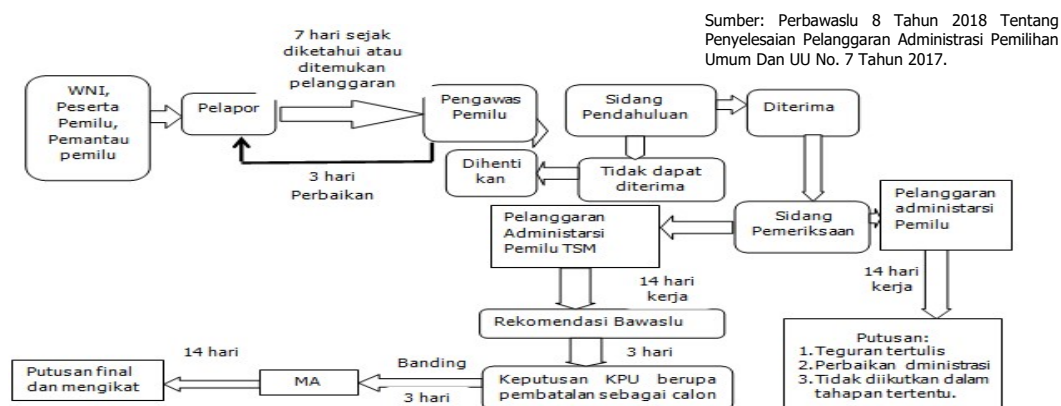 Sumber: Perbawaslu 8 Tahun 2018 Tentang
Penyelesaian Pelanggaran Administrasi Pemilihan
Umum Dan UU No. 7 Tahun 2017.
WNI,
Peserta
Pemilu,
Pemantau
pemilu
Pelapor
7 hari sejak
diketahui atau
ditemukan
pelanggaran
3 hari
Perbaikan
Pengawas
Pemilu
Sidang
Pendahuluan
Diterima
Tidak dapat
diterima
Dihenti
kan
Sidang
Pemeriksaan
Pelanggaran
administarsi
Pemilu
14 hari
kerja
Putusan:
1.Teguran tertulis
2.Perbaikan dministrasi
3.Tidak diikutkan dalam
tahapan tertentu.
Pelanggaran
Administarsi
Pemilu TSM
14 hari
kerja
Rekomendasi Bawaslu
3 hari
Keputusan KPU berupa
pembatalan sebagai calon
Banding
3 hari
MA
14 hari
Putusan final
dan mengikat